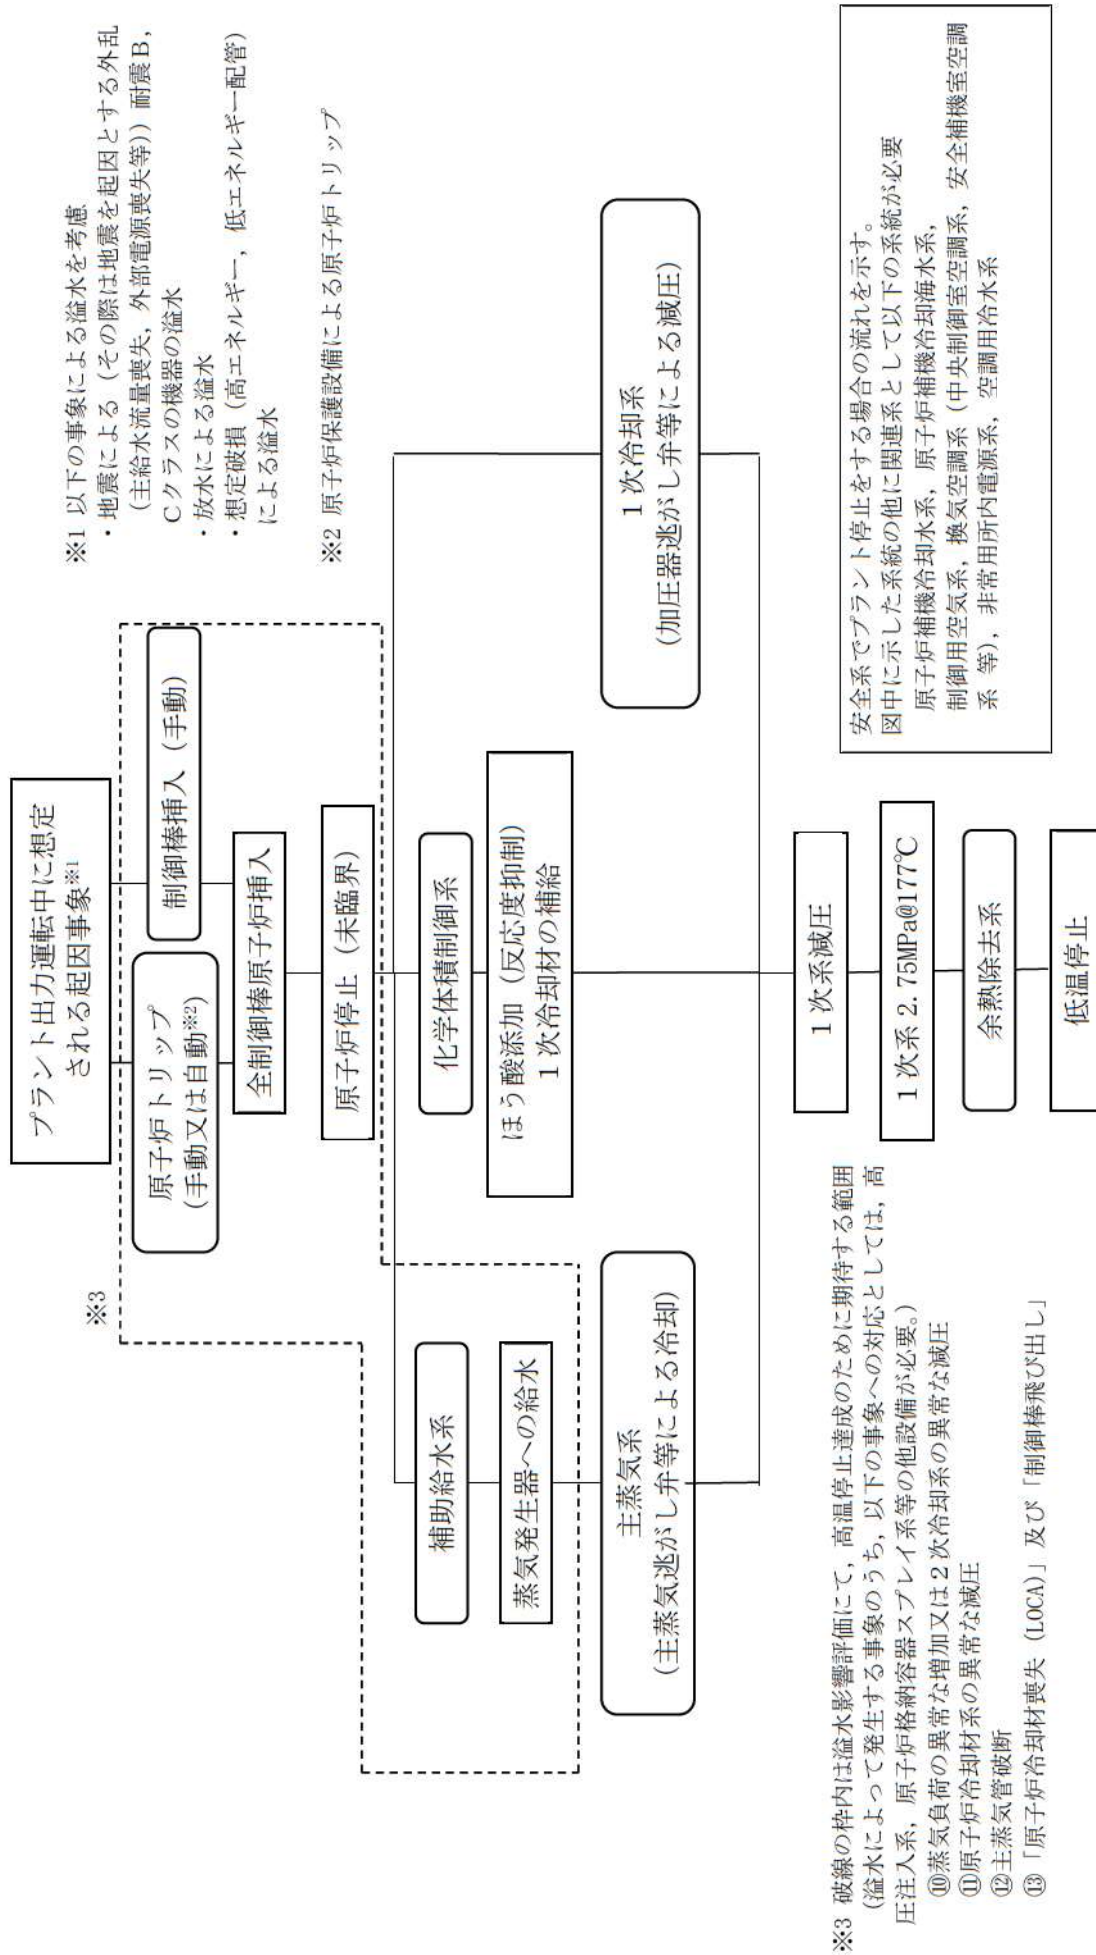 プラント出力運転中に想定
される起因事象※1
※1 以下の事象による溢水を考慮
・地震による（その際は地震を起因とする外乱
（主給水流量喪失，外部電源喪失等））耐震B，
Cクラスの機器の溢水
・放水による溢水
・想定破損（高エネルギー，低エネルギー配管）
による溢水
※2 原子炉保護設備による原子炉トリップ
※3
原子炉トリップ
（手動又は自動※2）
制御棒挿入（手動）
全制御棒原子炉挿入
原子炉停止（未臨界）
補助給水系
蒸気発生器への給水
主蒸気系
（主蒸気逃がし弁等による冷却）
化学体積制御系
ほう酸添加（反応度抑制）
1次冷却材の補給
1次冷却系
（加圧器逃がし弁等による減圧）
1次系減圧
1次系 2.75MPa@177℃
余熱除去系
低温停止
※3 破線の枠内は溢水影響評価にて，高温停止達成のために期待する範囲
（溢水によって発生する事象のうち，以下の事象への対応としては，高
圧注入系，原子炉格納容器スプレイ系等の他設備が必要。）
⑩蒸気負荷の異常な増加又は2次冷却系の異常な減圧
⑪原子炉冷却材系の異常な減圧
⑫主蒸気管破断
⑬「原子炉冷却材喪失（LOCA)」及び「制御棒飛び出し」
安全系でプラント停止をする場合の流れを示す。
図中に示した系統の他に関連系として以下の系統が必要
原子炉補機冷却水系，原子炉補機冷却海水系，
制御用空気系，換気空調系（中央制御室空調系，安全補機室空調
系 等），非常用所内電源系，空調用冷水系